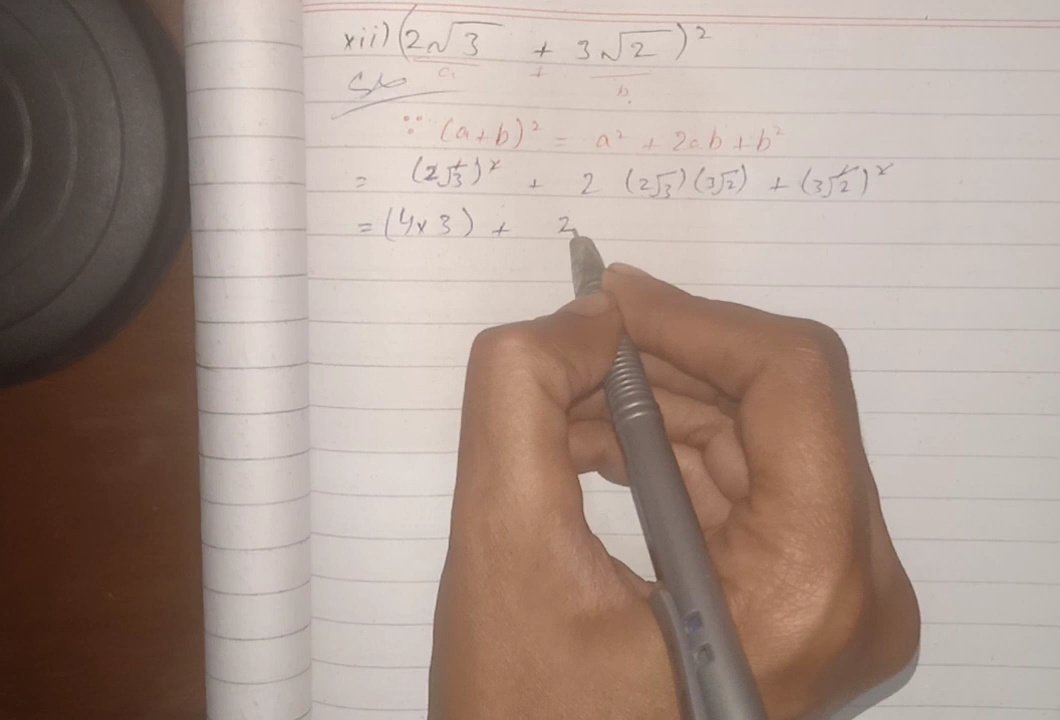 xii) (2√3 + 3√2)²
Sol
a + b
∵ (a+b)² = a² + 2ab + b²
= (2√3)² + 2 (2√3)(3√2) + (3√2)²
= (4×3) + 2